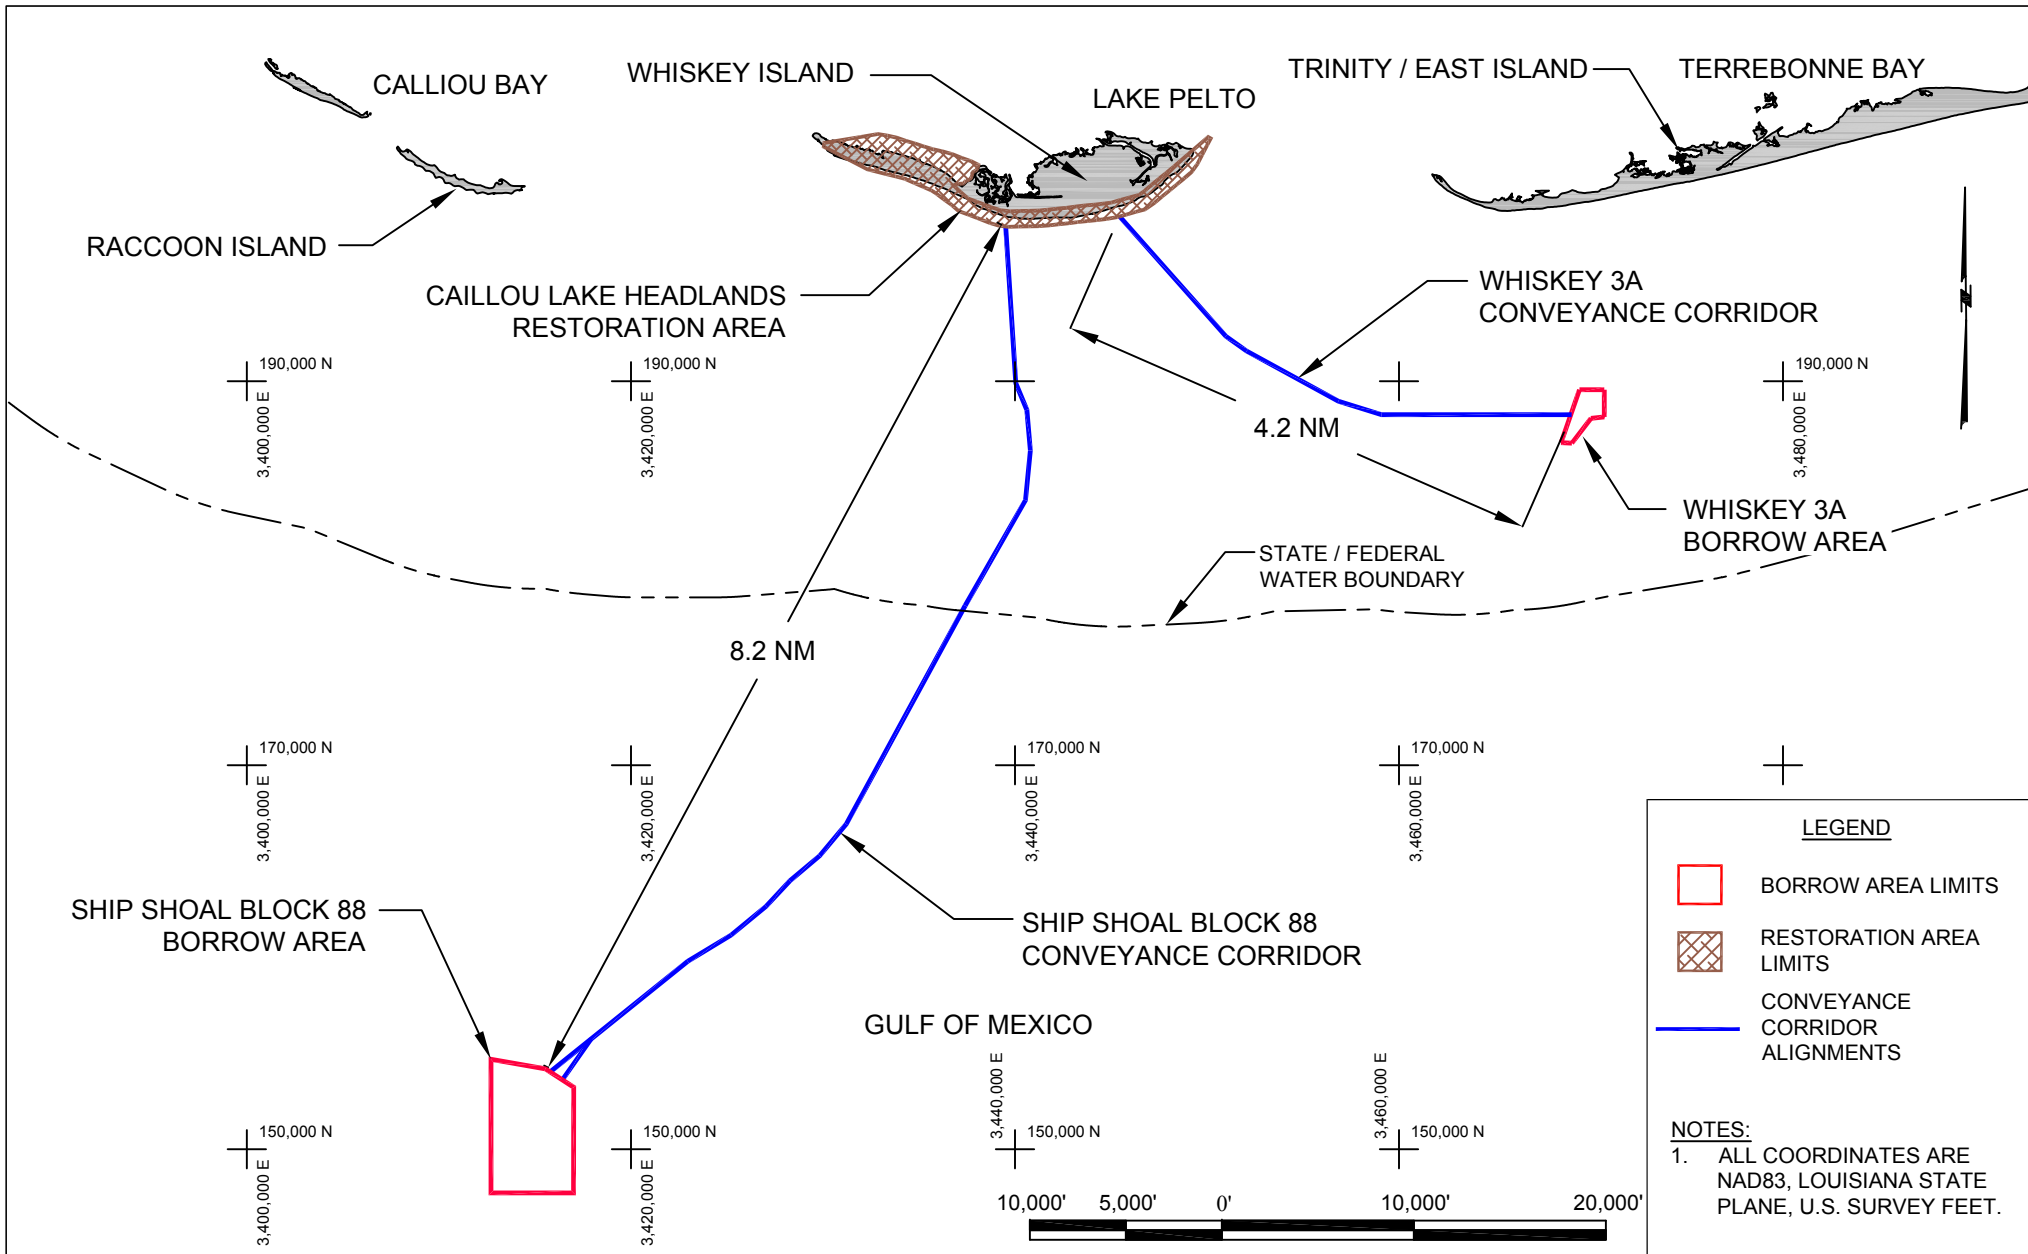 CALLIOU BAY
WHISKEY ISLAND
LAKE PELTO
TRINITY / EAST ISLAND
TERREBONNE BAY
RACCOON ISLAND
CAILLOU LAKE HEADLANDS
RESTORATION AREA
WHISKEY 3A
CONVEYANCE CORRIDOR
190,000 N
3,400,000 E
190,000 N
3,420,000 E
190,000 N
3,480,000 E
4.2 NM
WHISKEY 3A
BORROW AREA
STATE / FEDERAL
WATER BOUNDARY
8.2 NM
170,000 N
3,400,000 E
3,420,000 E
170,000 N
3,440,000 E
170,000 N
3,460,000 E
SHIP SHOAL BLOCK 88
BORROW AREA
SHIP SHOAL BLOCK 88
CONVEYANCE CORRIDOR
GULF OF MEXICO
150,000 N
3,400,000 E
150,000 N
3,420,000 E
3,440,000 E
150,000 N
3,460,000 E
150,000 N
10,000' 5,000' 0' 10,000' 20,000'
LEGEND
BORROW AREA LIMITS
RESTORATION AREA
LIMITS
CONVEYANCE
CORRIDOR
ALIGNMENTS
NOTES:
1. ALL COORDINATES ARE
NAD83, LOUISIANA STATE
PLANE, U.S. SURVEY FEET.